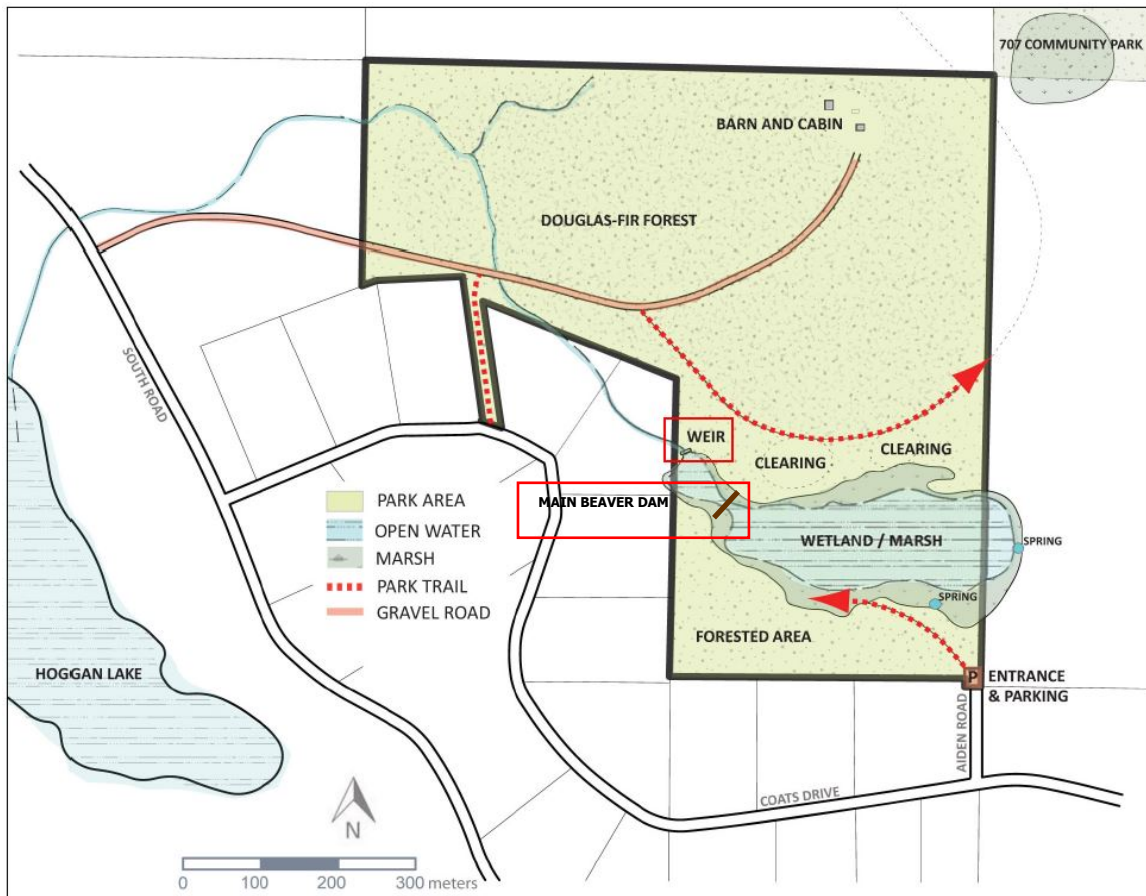 707 COMMUNITY PARK
BARN AND CABIN
DOUGLAS-FIR FOREST
SOUTH ROAD
WEIR
CLEARING
CLEARING
MAIN BEAVER DAM
PARK AREA
OPEN WATER
MARSH
PARK TRAIL
GRAVEL ROAD
WETLAND / MARSH
SPRING
SPRING
FORESTED AREA
HOGGAN LAKE
P
ENTRANCE
& PARKING
AIDEN ROAD
COATS DRIVE
N
0 100 200 300 meters